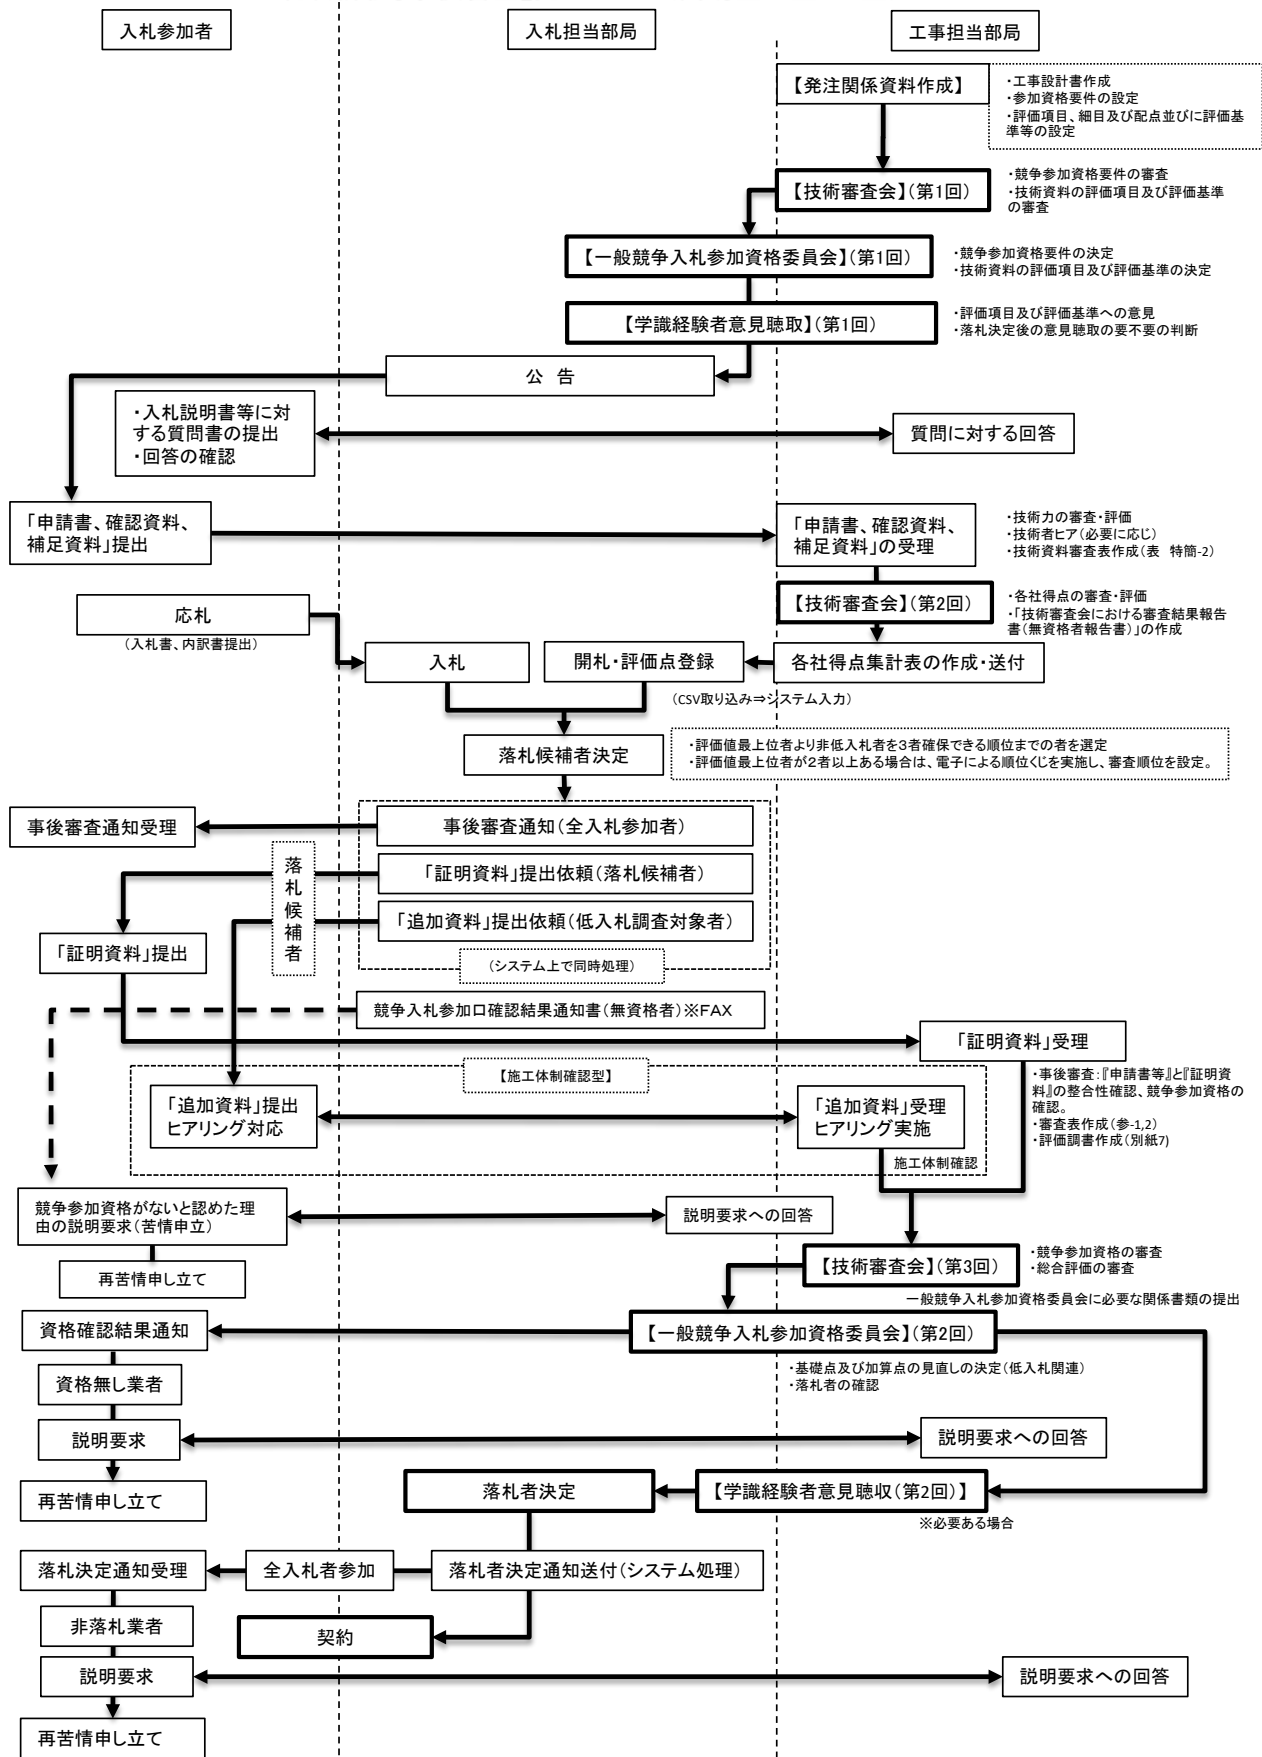 入札参加者
入札担当部局
工事担当部局
【発注関係資料作成】
・工事設計書作成
・参加資格要件の設定
・評価項目、細目及び配点並びに評価基
準等の設定
【技術審査会】(第1回)
・競争参加資格要件の審査
・技術資料の評価項目及び評価基準
の審査
【一般競争入札参加資格委員会】(第1回)
・競争参加資格要件の決定
・技術資料の評価項目及び評価基準の決定
【学識経験者意見聴取】(第1回)
・評価項目及び評価基準への意見
・落札決定後の意見聴取の要不要の判断
公 告
・入札説明書等に対
する質問書の提出
・回答の確認
質問に対する回答
「申請書、確認資料、
補足資料」提出
「申請書、確認資料、
補足資料」の受理
・技術力の審査・評価
・技術者ヒア(必要に応じ)
・技術資料審査表作成(表 特簡-2)
【技術審査会】(第2回)
・各社得点の審査・評価
・「技術審査会における審査結果報告
書(無資格者報告書)」の作成
応札
(入札書、内訳書提出)
入札
開札・評価点登録
各社得点集計表の作成・送付
(CSV取り込み⇒システム入力)
落札候補者決定
・評価値最上位者より非低入札者を3者確保できる順位までの者を選定
・評価値最上位者が2者以上ある場合は、電子による順位くじを実施し、審査順位を設定。
事後審査通知受理
事後審査通知(全入札参加者)
落札候補者
「証明資料」提出依頼(落札候補者)
「追加資料」提出依頼(低入札調査対象者)
「証明資料」提出
(システム上で同時処理)
競争入札参加口確認結果通知書(無資格者)※FAX
「証明資料」受理
・事後審査:『申請書等』と『証明資
料』の整合性確認、競争参加資格の
確認。
・審査表作成(参-1,2)
・評価調書作成(別紙7)
【施工体制確認型】
「追加資料」提出
ヒアリング対応
「追加資料」受理
ヒアリング実施
施工体制確認
競争参加資格がないと認めた理
由の説明要求(苦情申立)
説明要求への回答
再苦情申し立て
【技術審査会】(第3回)
・競争参加資格の審査
・総合評価の審査
一般競争入札参加資格委員会に必要な関係書類の提出
資格確認結果通知
【一般競争入札参加資格委員会】(第2回)
・基礎点及び加算点の見直しの決定(低入札関連)
・落札者の確認
資格無し業者
説明要求
説明要求への回答
再苦情申し立て
落札者決定
【学識経験者意見聴収(第2回)】
※必要ある場合
落札決定通知受理
全入札者参加
落札者決定通知送付(システム処理)
非落札業者
契約
説明要求
説明要求への回答
再苦情申し立て